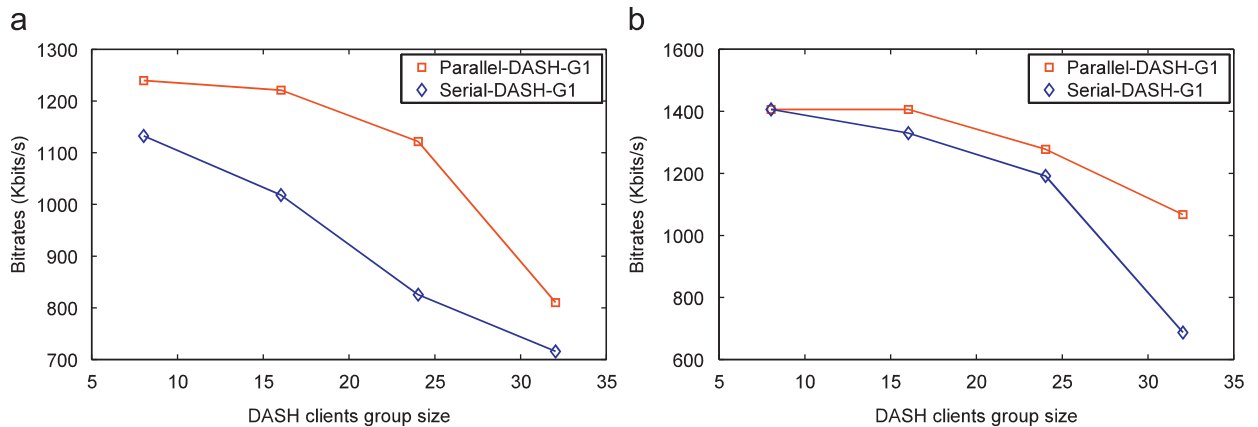 a
1300
1200
1100
1000
900
800
700
5 10 15 20 25 30 35
Bitrates (Kbits/s)
DASH clients group size
Parallel-DASH-G1
Serial-DASH-G1
b
1600
1400
1200
1000
800
600
5 10 15 20 25 30 35
Bitrates (Kbits/s)
DASH clients group size
Parallel-DASH-G1
Serial-DASH-G1